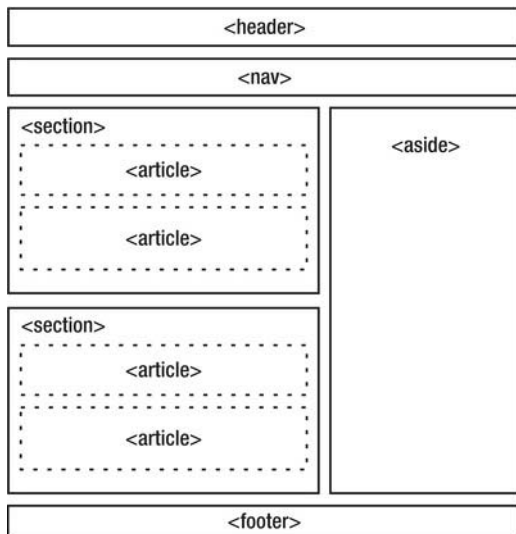 <header>
<nav>
<section>
<article>
<article>
<aside>
<section>
<article>
<article>
<footer>